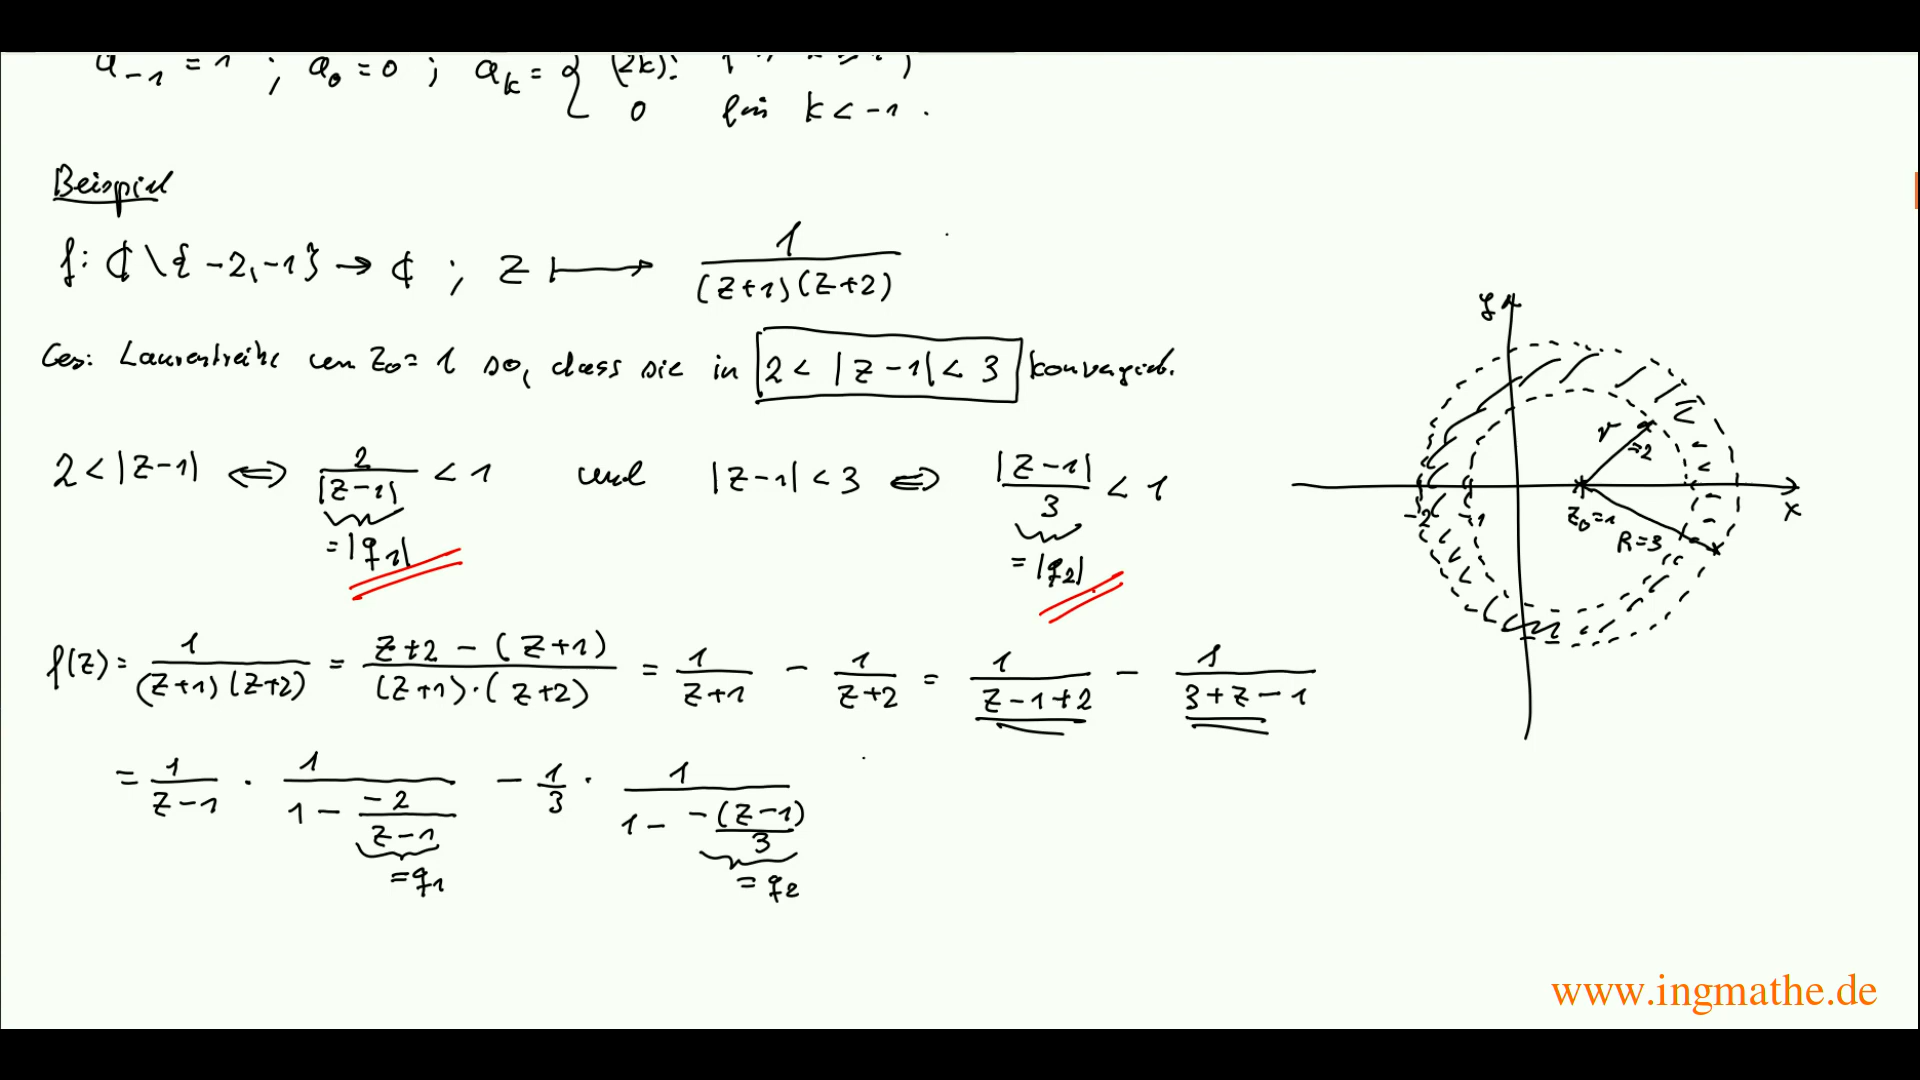 a₋₁ = 1 ; a₀ = 0 ; aₖ = { (2k)!
0 für k < -1 .
Beispiel
f: ℂ \ { -2, -1 } → ℂ ; z ⟼ 1 / ((z+1)(z+2))
Ges: Laurentreihe um z₀ = 1 so, dass sie in 2 < |z-1| < 3 konvergiert.
2 < |z-1| ⟺ 2/|z-1| < 1 und |z-1| < 3 ⟺ |z-1|/3 < 1
= |q₁| = |q₂|
f(z) = 1/((z+1)(z+2)) = (z+2 - (z+1))/((z+1)·(z+2)) = 1/(z+1) - 1/(z+2) = 1/(z-1+2) - 1/(3+z-1)
= 1/(z-1) · 1/(1 - (-2)/(z-1)) - 1/3 · 1/(1 - (-(z-1))/3)
= q₁ = q₂
y
r = 2
x
-2 -1 z₀=1
R=3
www.ingmathe.de